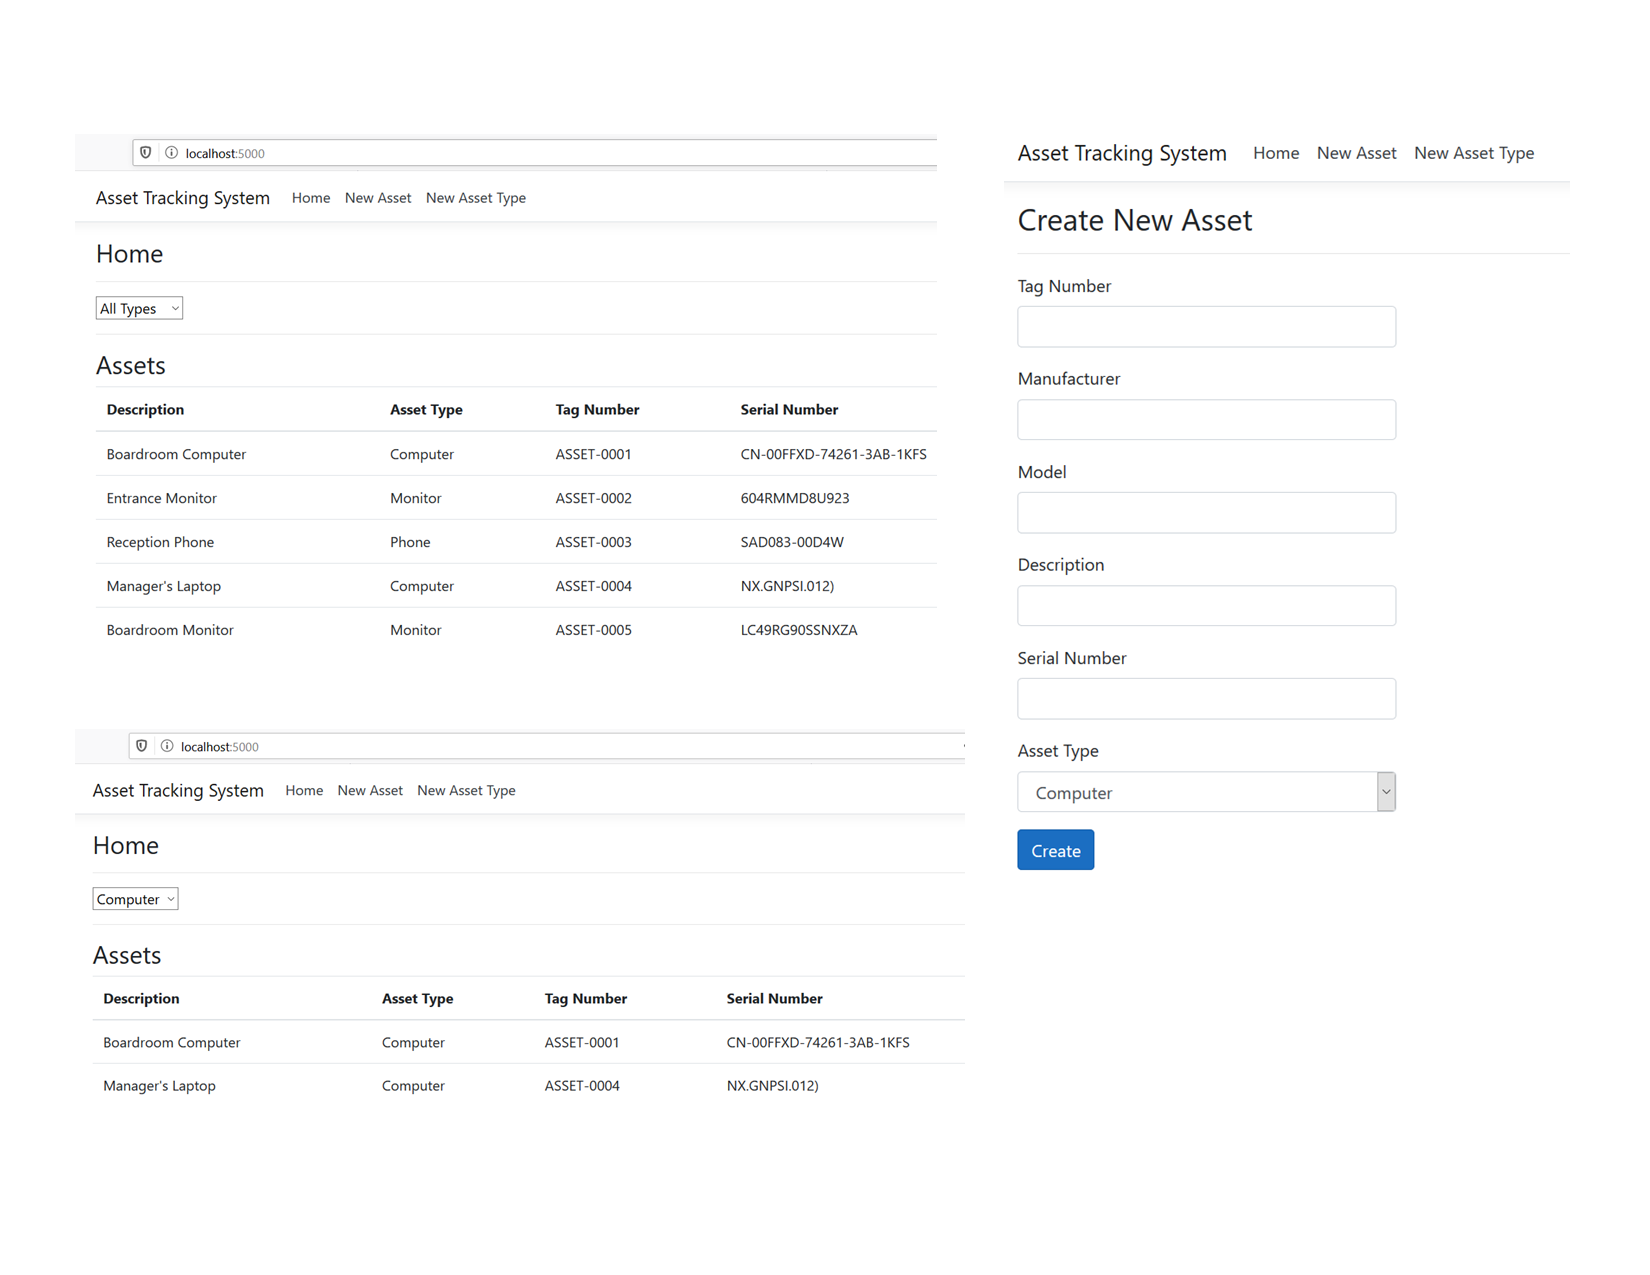 localhost:5000
Asset Tracking System Home New Asset New Asset Type
Home
All Types
Assets
Description Asset Type Tag Number Serial Number
Boardroom Computer Computer ASSET-0001 CN-00FFXD-74261-3AB-1KFS
Entrance Monitor Monitor ASSET-0002 604RMMD8U923
Reception Phone Phone ASSET-0003 SAD083-00D4W
Manager's Laptop Computer ASSET-0004 NX.GNPSI.012)
Boardroom Monitor Monitor ASSET-0005 LC49RG90SSNXZA
localhost:5000
Asset Tracking System Home New Asset New Asset Type
Home
Computer
Assets
Description Asset Type Tag Number Serial Number
Boardroom Computer Computer ASSET-0001 CN-00FFXD-74261-3AB-1KFS
Manager's Laptop Computer ASSET-0004 NX.GNPSI.012)
Asset Tracking System Home New Asset New Asset Type
Create New Asset
Tag Number
Manufacturer
Model
Description
Serial Number
Asset Type
Computer
Create